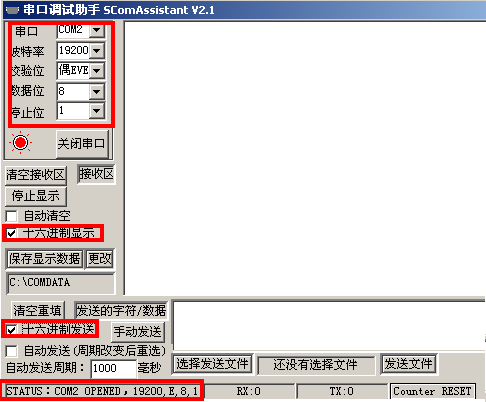 串口调试助手 SComAssistant V2.1
串口 COM2
波特率 19200
校验位 偶EVE
数据位 8
停止位 1
关闭串口
清空接收区 接收区
停止显示
自动清空
十六进制显示
保存显示数据 更改
C:\COMDATA
清空重填 发送的字符/数据
十六进制发送 手动发送
自动发送(周期改变后重选)
自动发送周期: 1000 毫秒
选择发送文件 还没有选择文件 发送文件
STATUS：COM2 OPENED，19200,E,8,1 RX:0 TX:0 Counter RESET